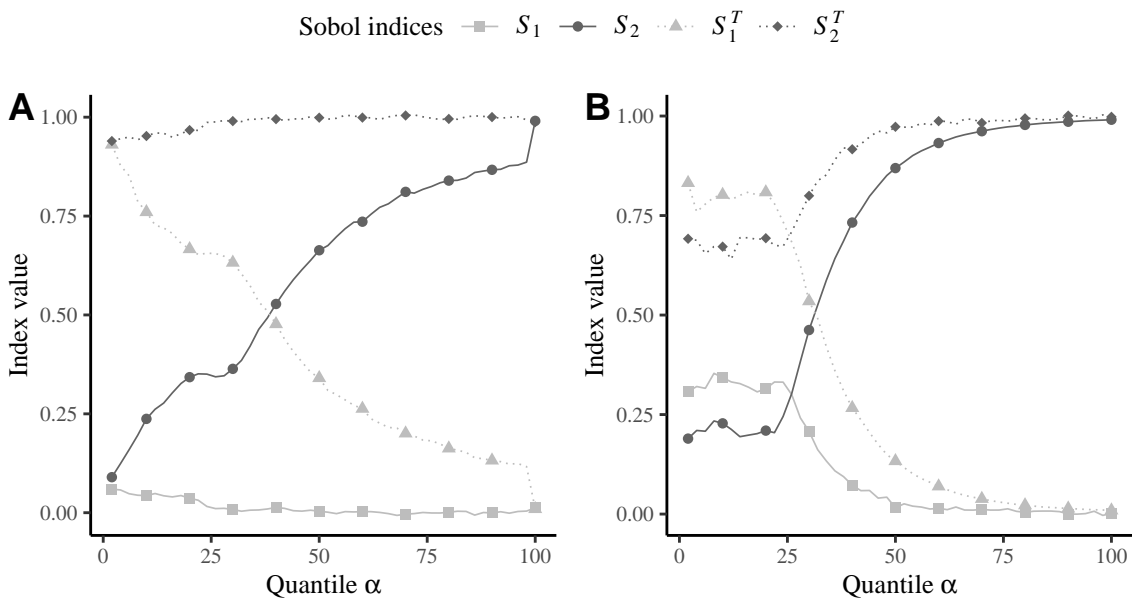 Sobol indices S₁ S₂ S₁ᵀ S₂ᵀ
A
1.00
0.75
0.50
0.25
0.00
Index value
0 25 50 75 100
Quantile α
B
1.00
0.75
0.50
0.25
0.00
Index value
0 25 50 75 100
Quantile α